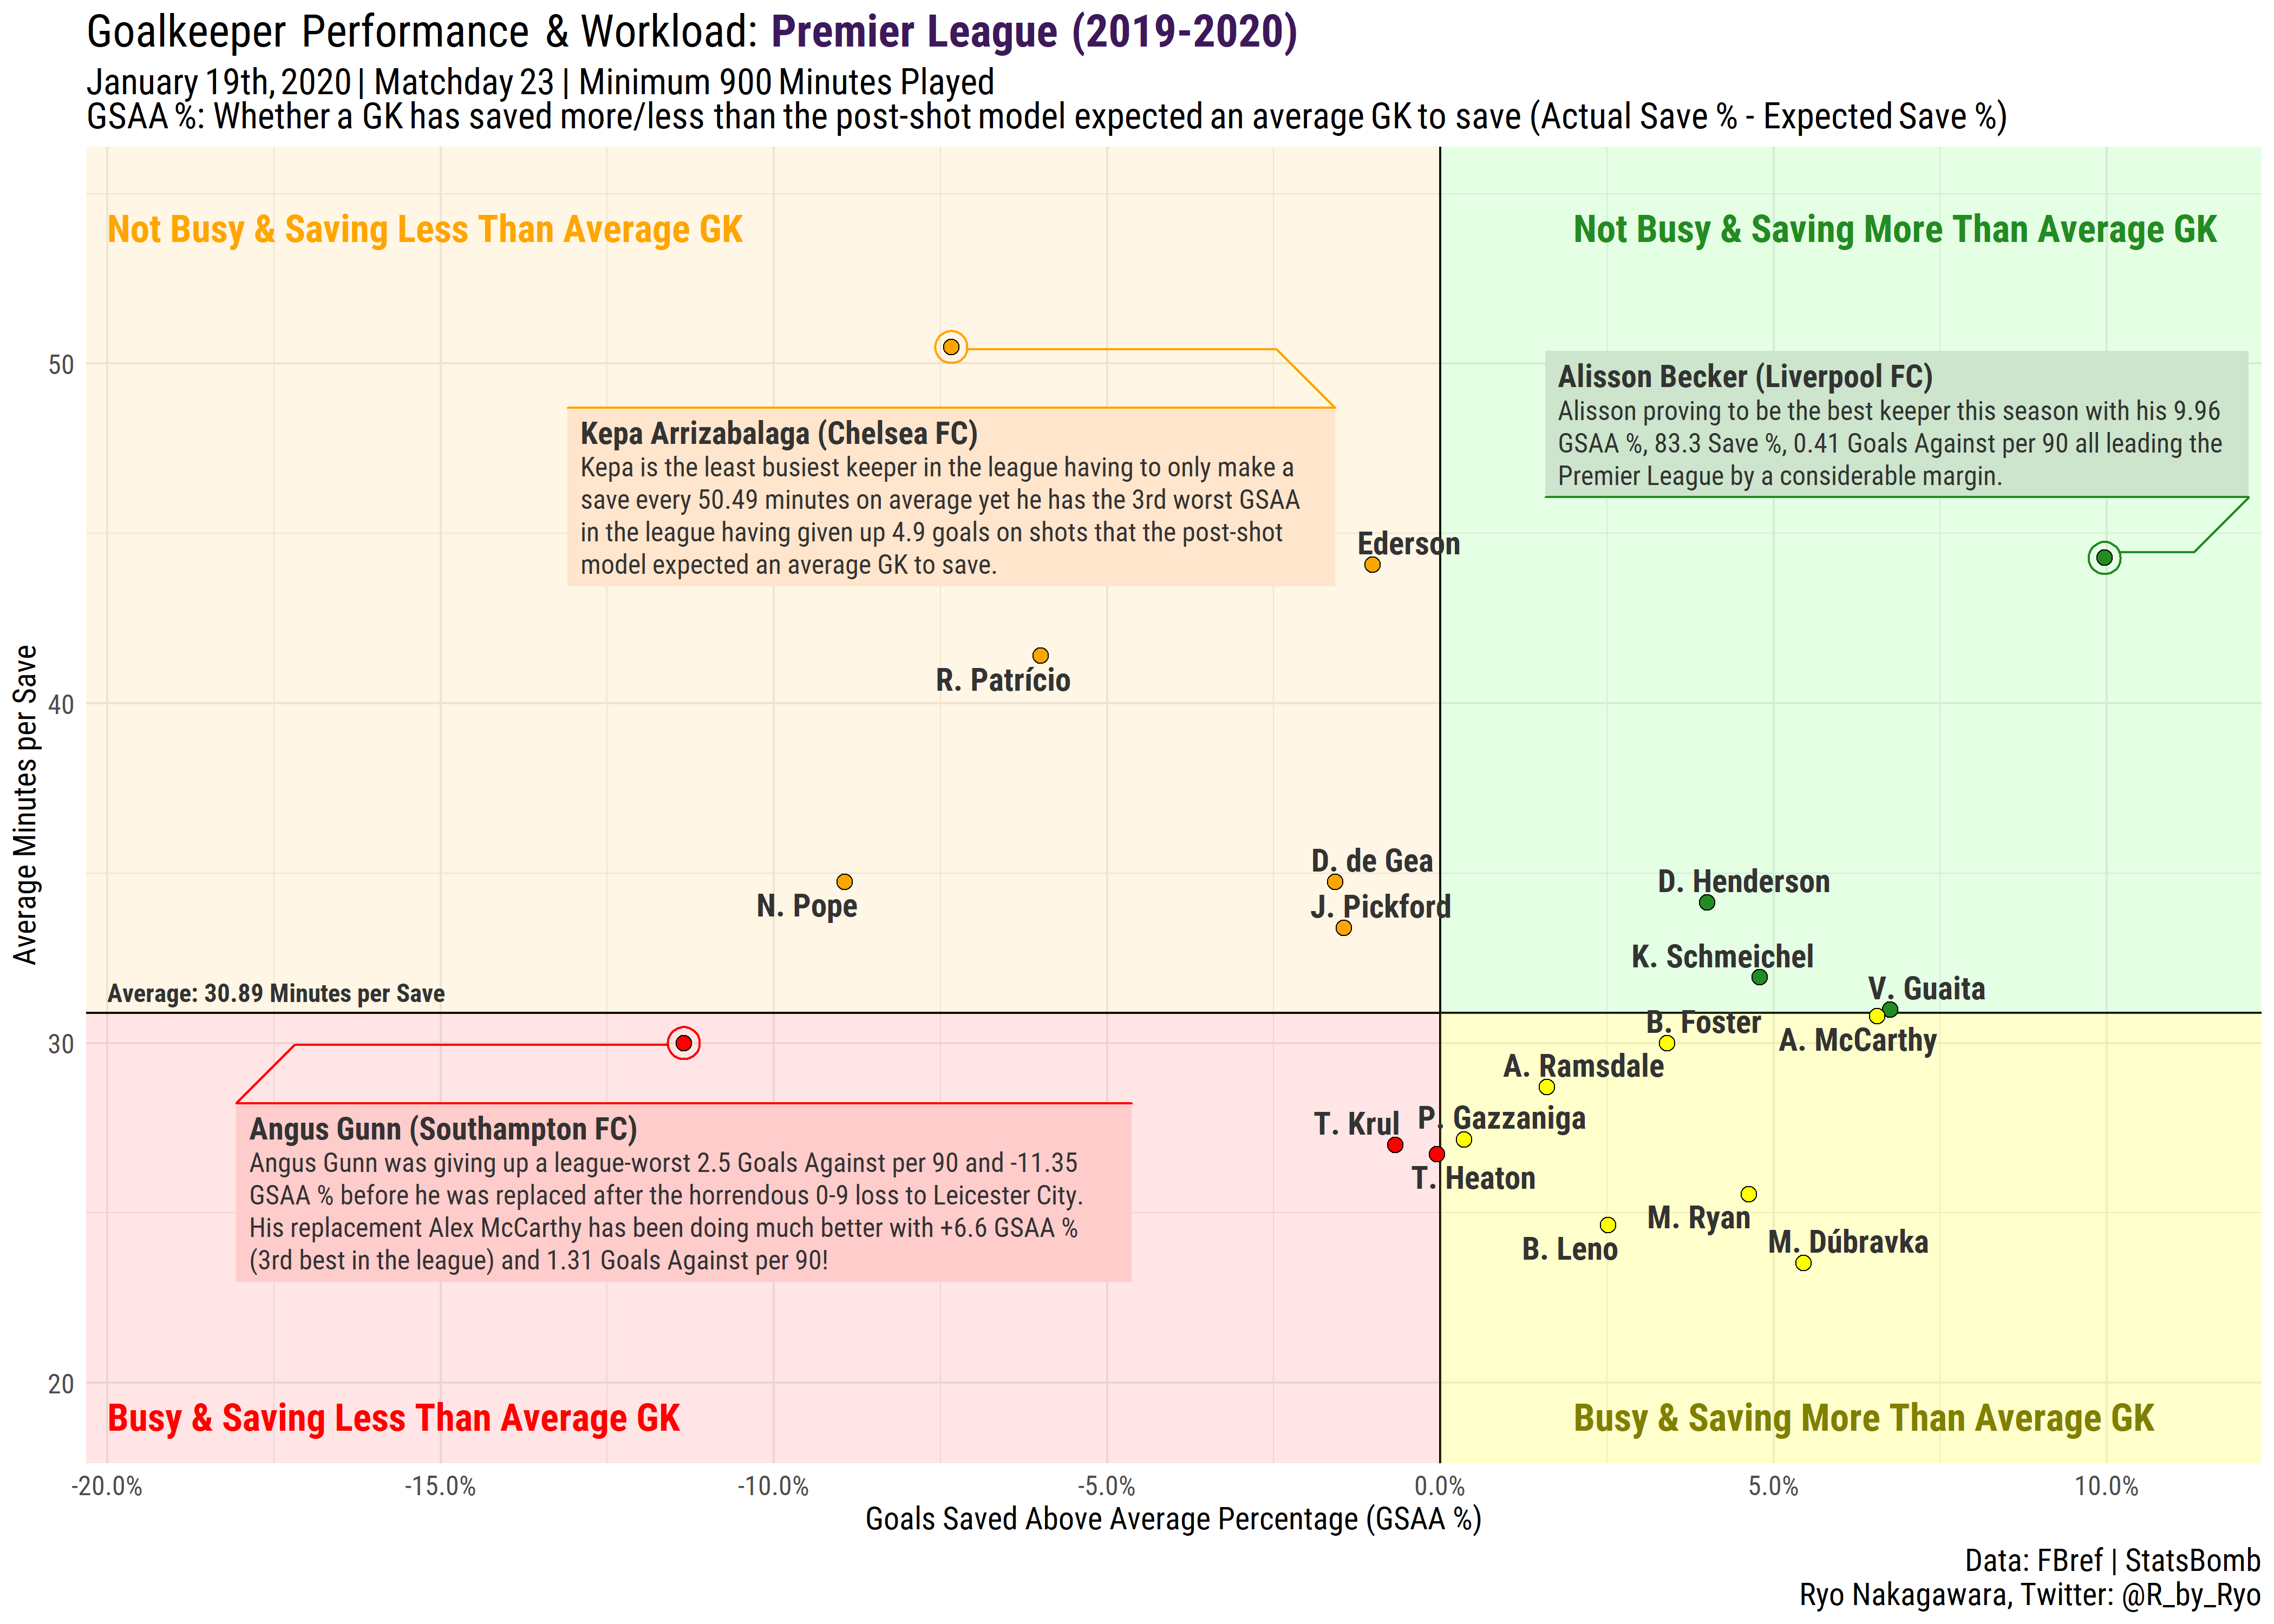 Goalkeeper Performance & Workload: Premier League (2019-2020)
January 19th, 2020 | Matchday 23 | Minimum 900 Minutes Played
GSAA %: Whether a GK has saved more/less than the post-shot model expected an average GK to save (Actual Save % - Expected Save %)
Not Busy & Saving Less Than Average GK
Not Busy & Saving More Than Average GK
50
Kepa Arrizabalaga (Chelsea FC)
Kepa is the least busiest keeper in the league having to only make a
save every 50.49 minutes on average yet he has the 3rd worst GSAA
in the league having given up 4.9 goals on shots that the post-shot
model expected an average GK to save.
Alisson Becker (Liverpool FC)
Alisson proving to be the best keeper this season with his 9.96
GSAA %, 83.3 Save %, 0.41 Goals Against per 90 all leading the
Premier League by a considerable margin.
Ederson
R. Patrício
40
Average Minutes per Save
D. de Gea
N. Pope
J. Pickford
D. Henderson
K. Schmeichel
V. Guaita
Average: 30.89 Minutes per Save
30
B. Foster
A. McCarthy
A. Ramsdale
T. Krul
P. Gazzaniga
T. Heaton
M. Ryan
B. Leno
M. Dúbravka
Angus Gunn (Southampton FC)
Angus Gunn was giving up a league-worst 2.5 Goals Against per 90 and -11.35
GSAA % before he was replaced after the horrendous 0-9 loss to Leicester City.
His replacement Alex McCarthy has been doing much better with +6.6 GSAA %
(3rd best in the league) and 1.31 Goals Against per 90!
20
Busy & Saving Less Than Average GK
Busy & Saving More Than Average GK
-20.0% -15.0% -10.0% -5.0% 0.0% 5.0% 10.0%
Goals Saved Above Average Percentage (GSAA %)
Data: FBref | StatsBomb
Ryo Nakagawara, Twitter: @R_by_Ryo